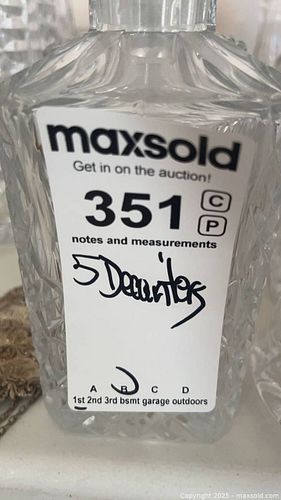 maxsold
Get in on the auction!
351 C
P
notes and measurements
5 Decanters
A B C D
1st 2nd 3rd bsmt garage outdoors
Copyright 2025 - maxsold.com